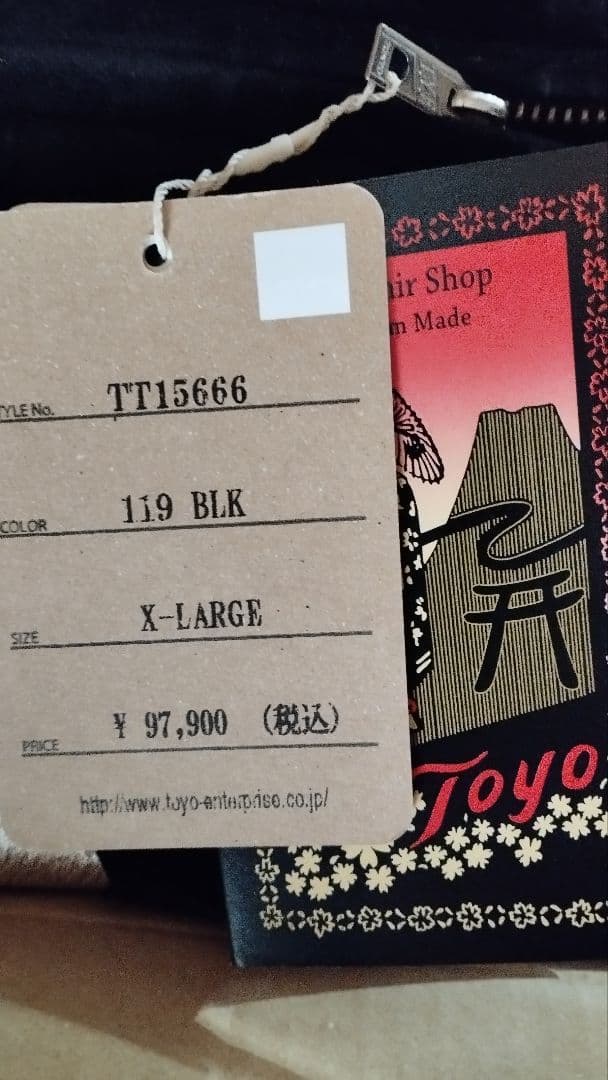 STYLE No. TT15666
COLOR 119 BLK
SIZE X-LARGE
PRICE ¥ 97,900 (税込)
http://www.toyo-enterprise.co.jp/
Shop
Made
Toyo